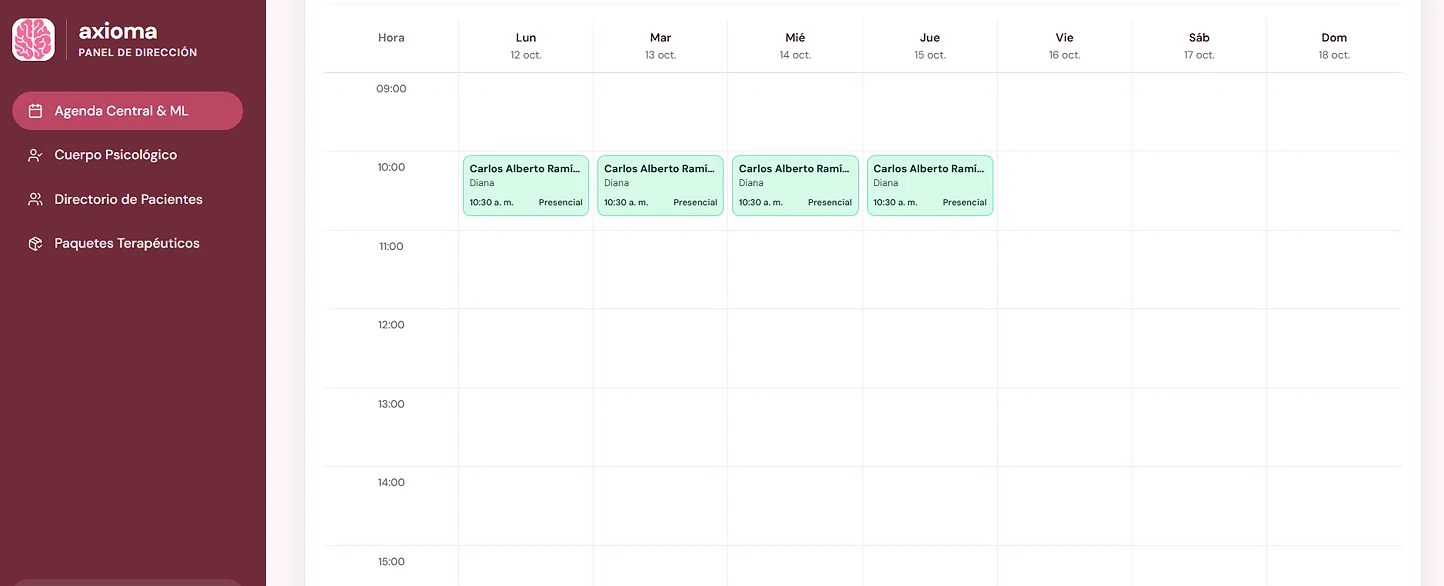 axioma
PANEL DE DIRECCIÓN
Agenda Central & ML
Cuerpo Psicológico
Directorio de Pacientes
Paquetes Terapéuticos
Hora Lun Mar Mié Jue Vie Sáb Dom
12 oct. 13 oct. 14 oct. 15 oct. 16 oct. 17 oct. 18 oct.
09:00
10:00
Carlos Alberto Ramí... Carlos Alberto Ramí... Carlos Alberto Ramí... Carlos Alberto Ramí...
Diana Diana Diana Diana
10:30 a. m. Presencial 10:30 a. m. Presencial 10:30 a. m. Presencial 10:30 a. m. Presencial
11:00
12:00
13:00
14:00
15:00